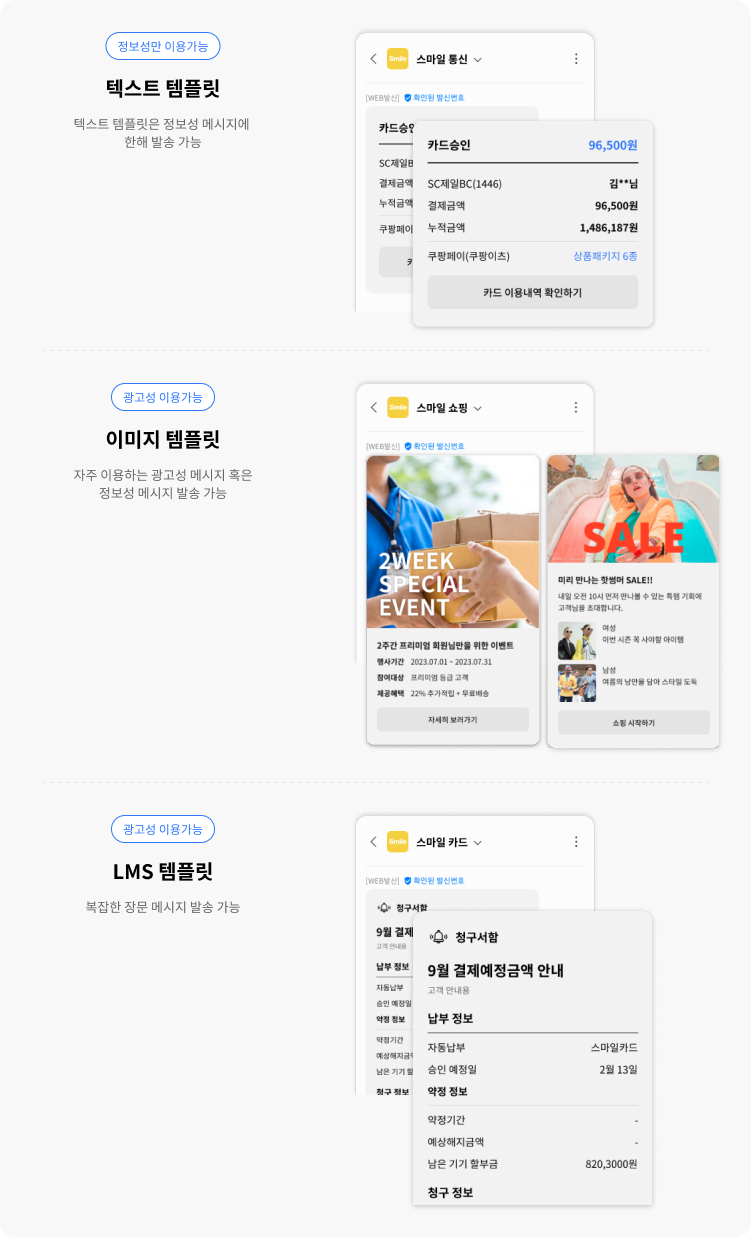 정보성만 이용가능
텍스트 템플릿
텍스트 템플릿은 정보성 메시지에
한해 발송 가능
Smile
스마일 통신
[WEB발신] 확인된 발신번호
카드승인
SC제일B
결제금액
누적금액
쿠팡페이
카드승인 96,500원
SC제일BC(1446) 김**님
결제금액 96,500원
누적금액 1,486,187원
쿠팡페이(쿠팡이츠) 상품패키지 6종
카드 이용내역 확인하기
광고성 이용가능
이미지 템플릿
자주 이용하는 광고성 메시지 혹은
정보성 메시지 발송 가능
Smile
스마일 쇼핑
[WEB발신] 확인된 발신번호
2WEEK
SPECIAL
EVENT
2주간 프리미엄 회원님만을 위한 이벤트
행사기간 2023.07.01 ~ 2023.07.31
참여대상 프리미엄 등급 고객
제공혜택 22% 추가적립 + 무료배송
자세히 보러가기
SALE
미리 만나는 핫썸머 SALE!!
내일 오전 10시 먼저 만나볼 수 있는 특템 기회에
고객님을 초대합니다.
여성
이번 시즌 꼭 사야할 아이템
남성
여름의 낭만을 담아 스타일 도둑
쇼핑 시작하기
광고성 이용가능
LMS 템플릿
복잡한 장문 메시지 발송 가능
Smile
스마일 카드
[WEB발신] 확인된 발신번호
청구서함
9월 결제
고객 안내용
납부 정보
자동납부
승인 예정일
약정 정보
약정기간
예상해지금액
남은 기기 할
청구 정보
청구서함
9월 결제예정금액 안내
고객 안내용
납부 정보
자동납부 스마일카드
승인 예정일 2월 13일
약정 정보
약정기간 -
예상해지금액 -
남은 기기 할부금 820,3000원
청구 정보